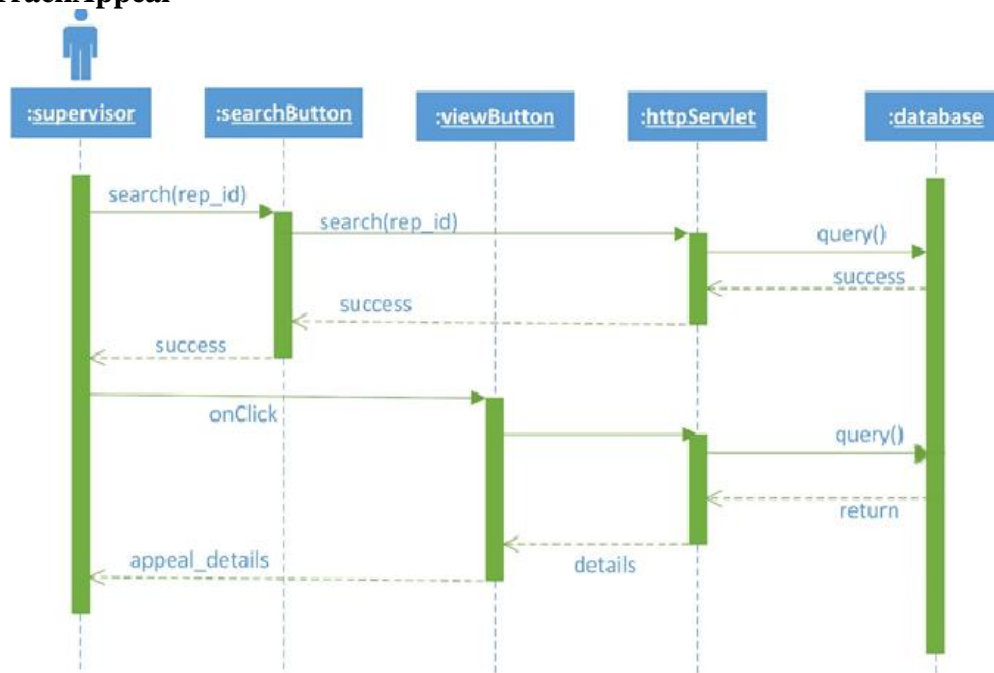 :supervisor :searchButton :viewButton :httpServlet :database
search(rep_id)
search(rep_id)
query()
success
success
success
onClick
query()
return
details
appeal_details